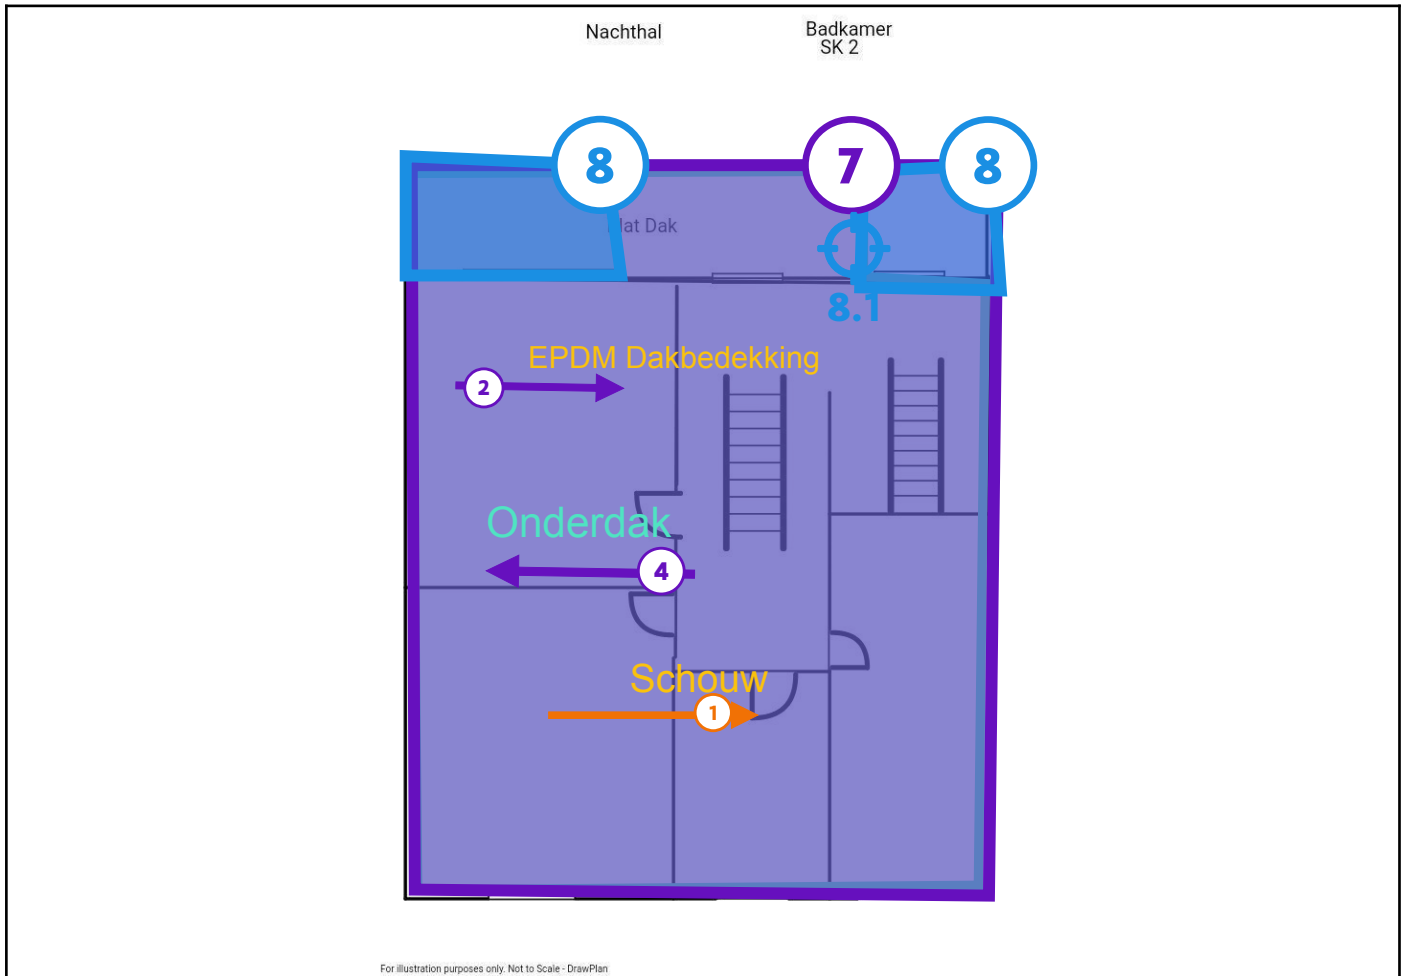 Nachthal
Badkamer
SK 2
8
7
8
lat Dak
8.1
EPDM Dakbedekking
2
Onderdak
4
Schouw
1
For illustration purposes only. Not to Scale - DrawPlan